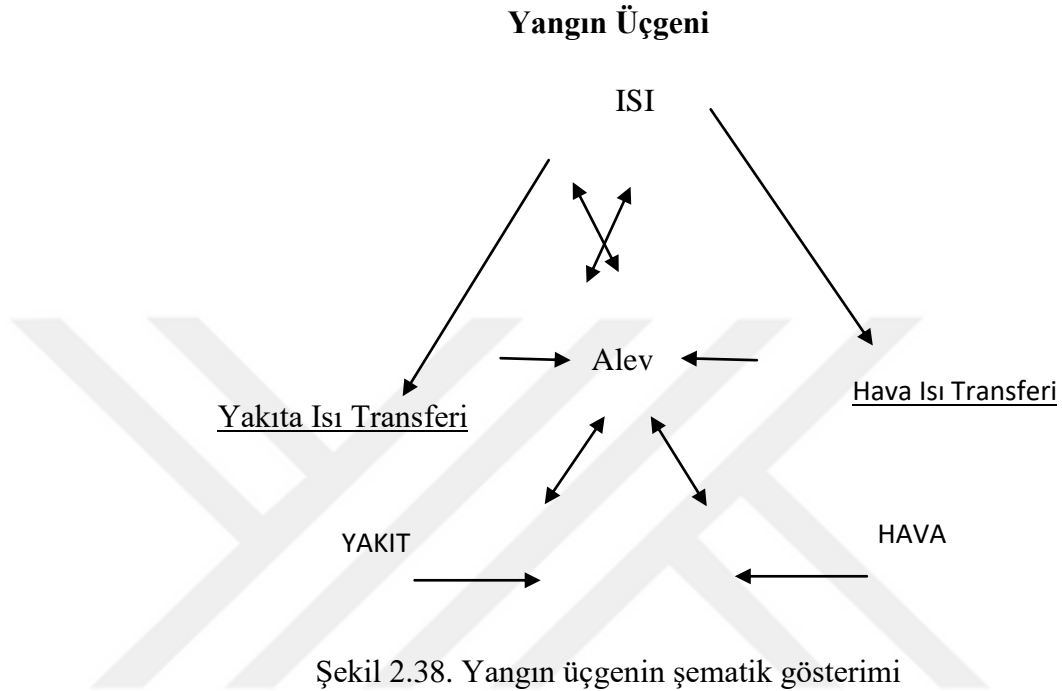 Yangın Üçgeni
ISI
Alev
Hava Isı Transferi
Yakıta Isı Transferi
YAKIT
HAVA
Şekil 2.38. Yangın üçgenin şematik gösterimi